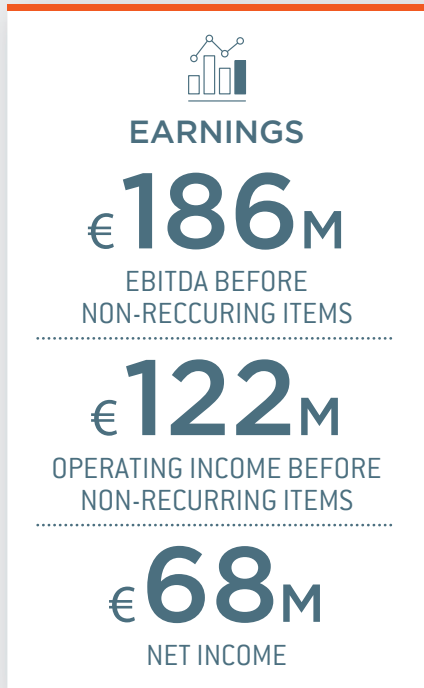 EARNINGS
€186M
EBITDA BEFORE
NON-RECCURING ITEMS
€122M
OPERATING INCOME BEFORE
NON-RECURRING ITEMS
€68M
NET INCOME